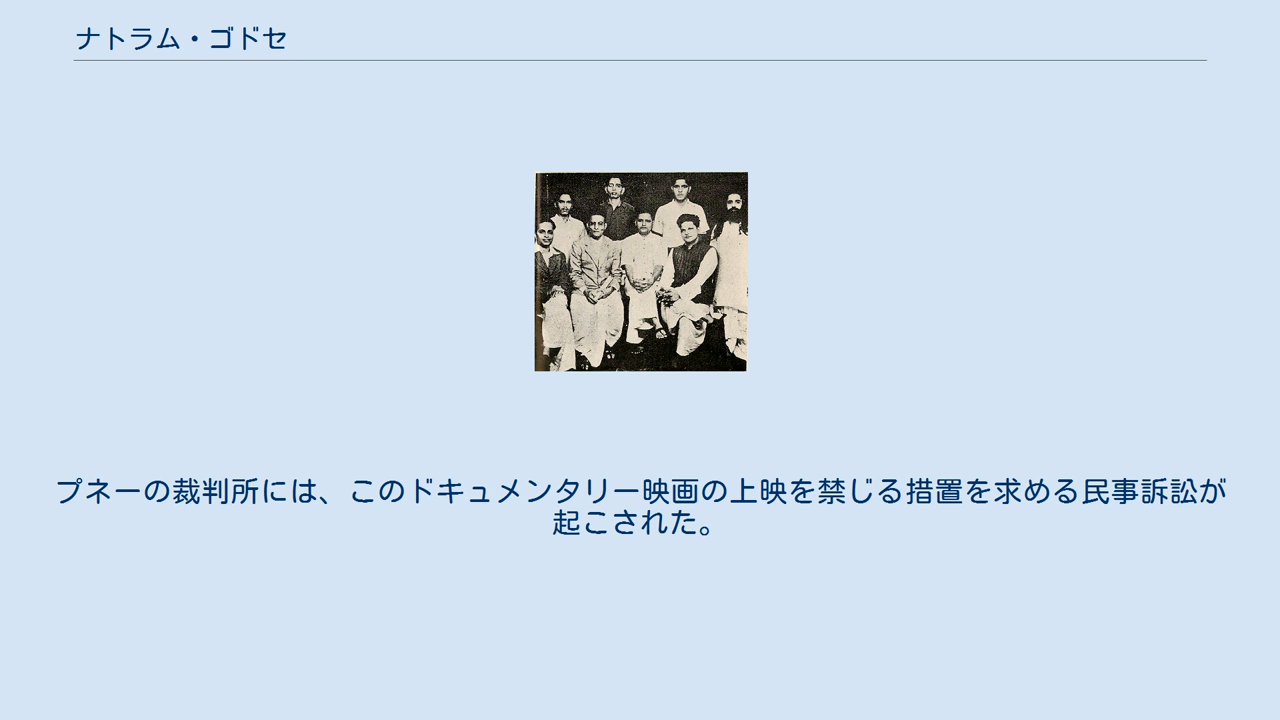 ナトラム・ゴドセ
プネーの裁判所には、このドキュメンタリー映画の上映を禁じる措置を求める民事訴訟が
起こされた。